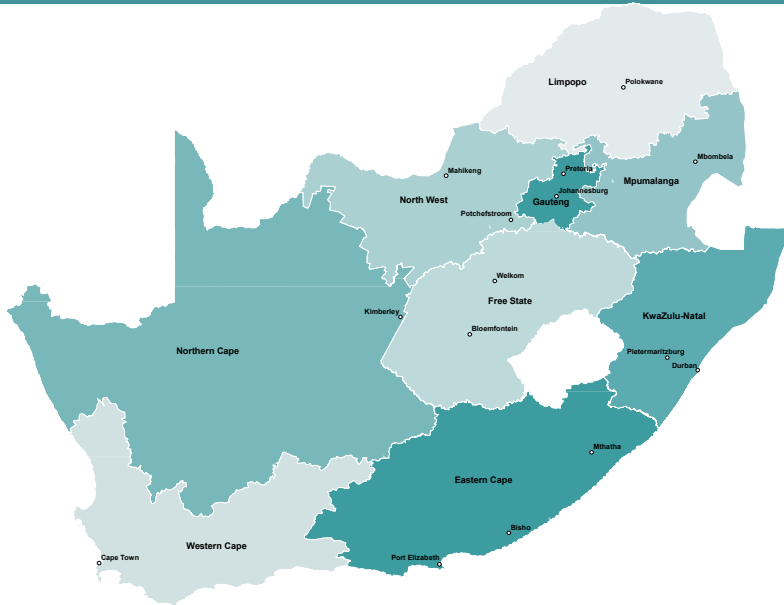 Limpopo
Polokwane
Mbombela
Mahikeng
Pretoria
Mpumalanga
Johannesburg
North West
Gauteng
Potchefstroom
Welkom
Free State
Kimberley
KwaZulu-Natal
Bloemfontein
Northern Cape
Pietermaritzburg
Durban
Mthatha
Eastern Cape
Bisho
Western Cape
Cape Town
Port Elizabeth